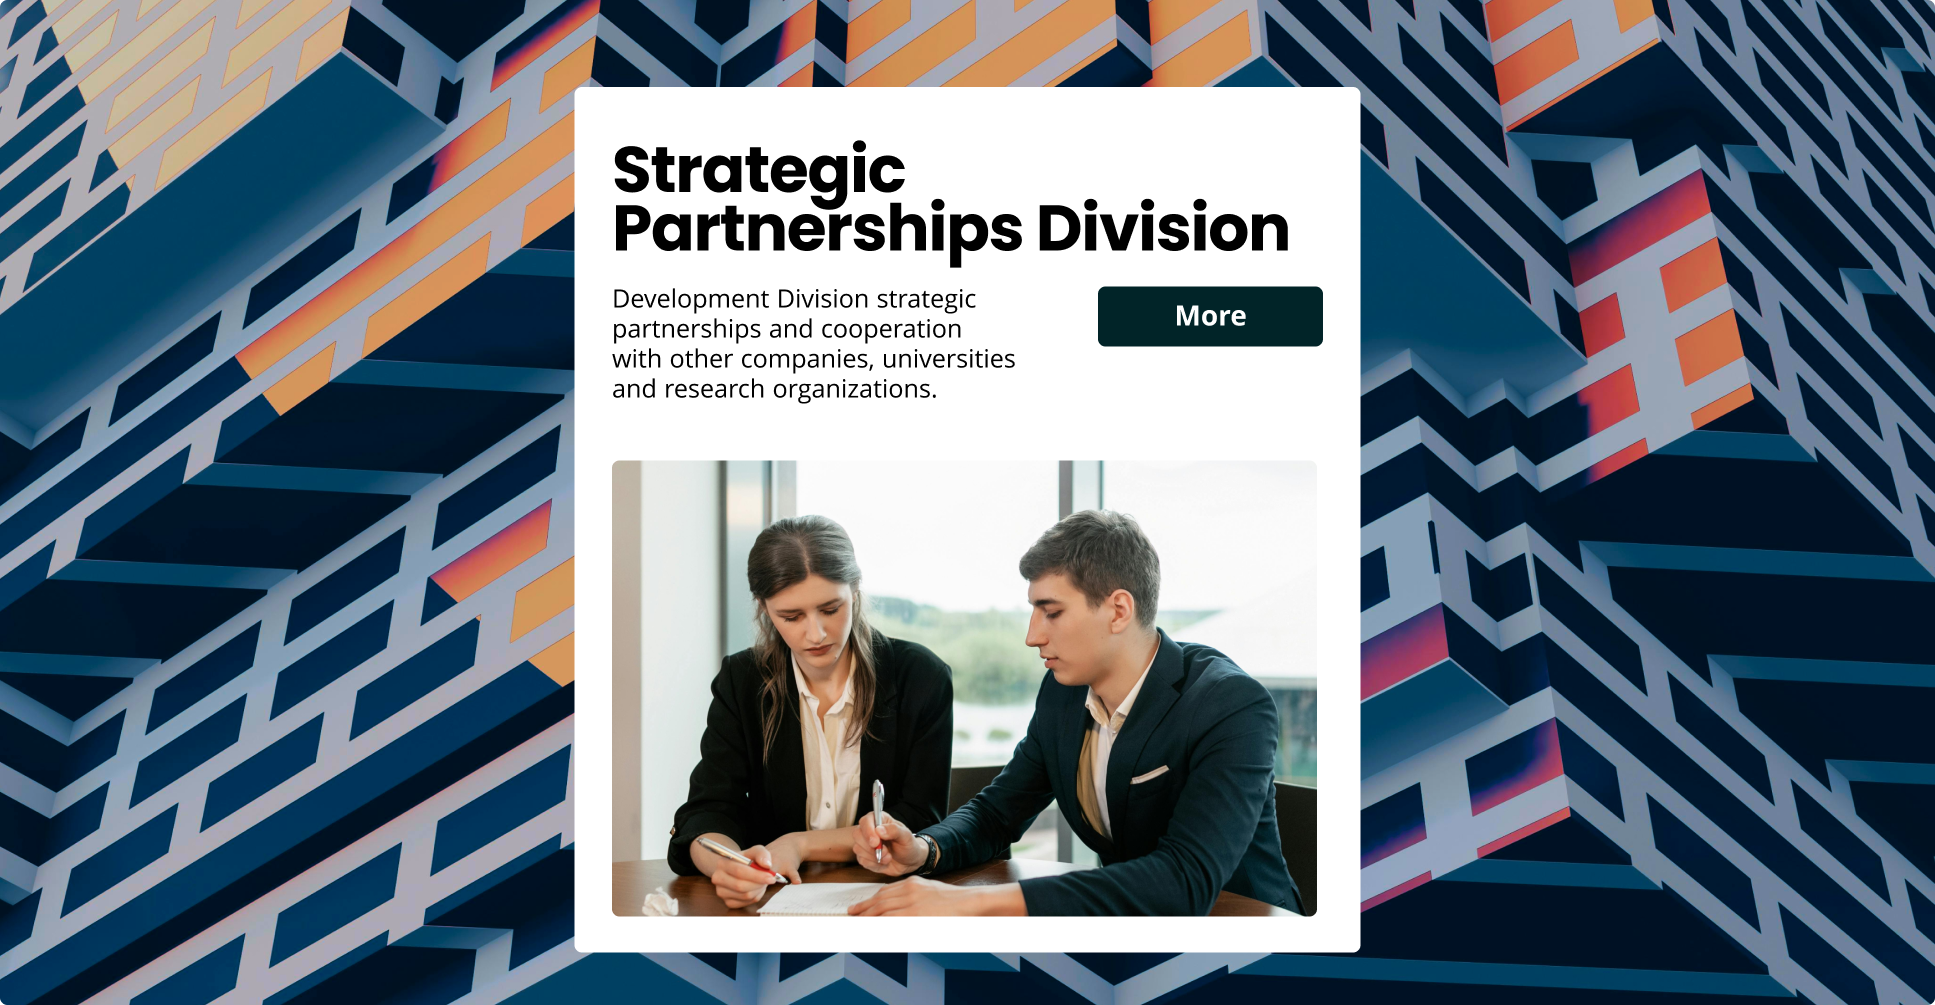 Strategic
Partnerships Division
Development Division strategic
partnerships and cooperation
with other companies, universities
and research organizations.
More